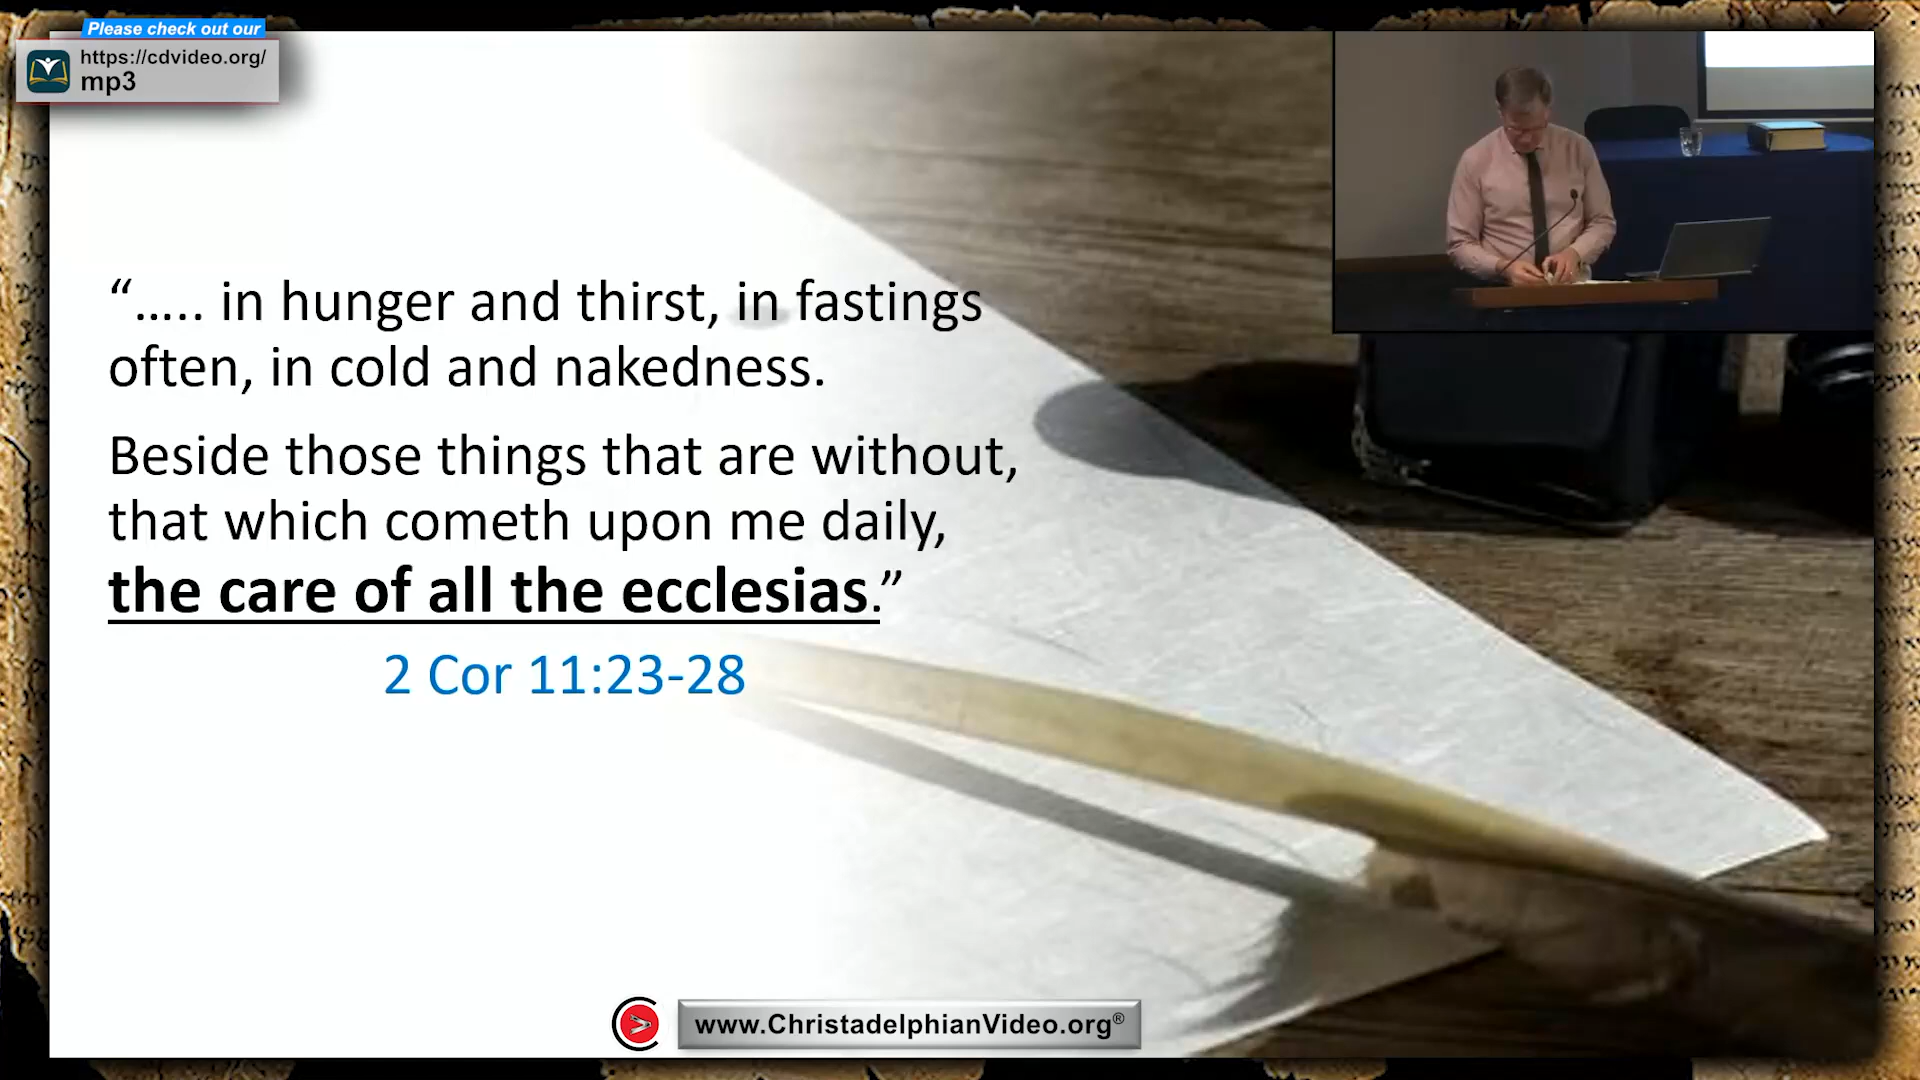 Please check out our
https://cdvideo.org/
mp3
“ ..... in hunger and thirst, in fastings
often, in cold and nakedness.
Beside those things that are without,
that which cometh upon me daily,
the care of all the ecclesias.”
2 Cor 11:23-28
www.ChristadelphianVideo.org®